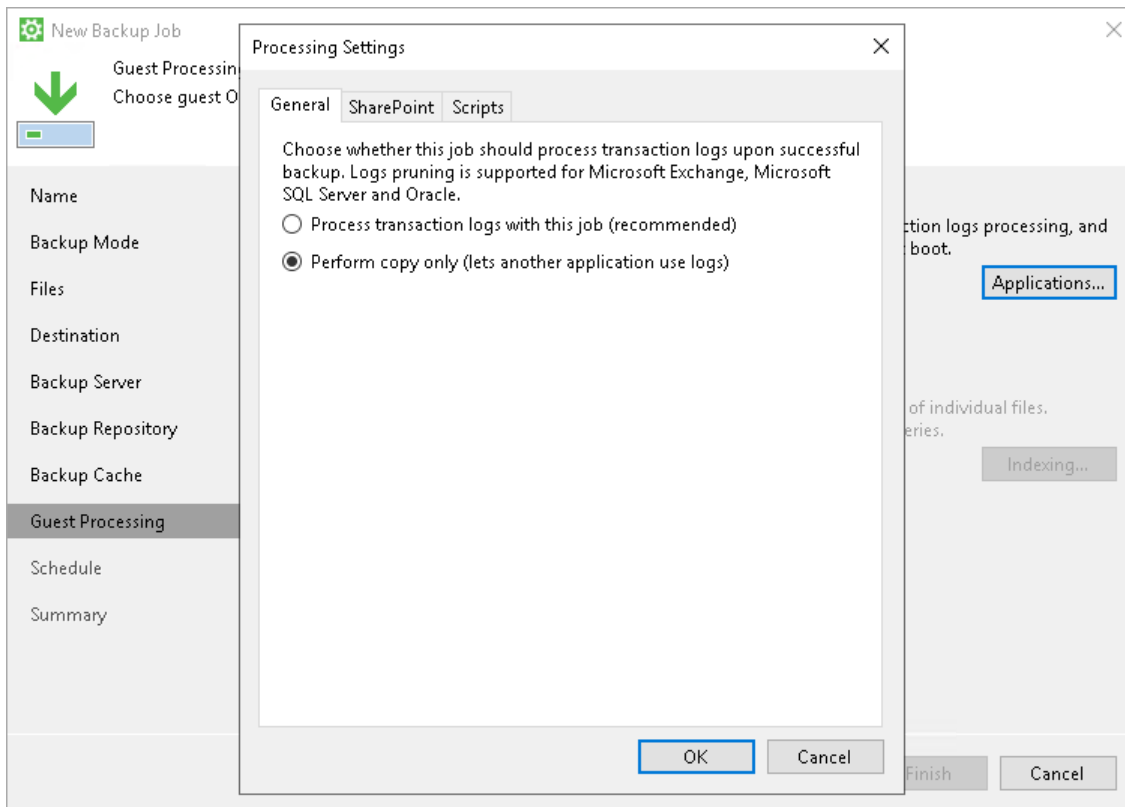 New Backup Job
Guest Processin
Choose guest O
Name
Backup Mode
Files
Destination
Backup Server
Backup Repository
Backup Cache
Guest Processing
Schedule
Summary
Processing Settings
General SharePoint Scripts
Choose whether this job should process transaction logs upon successful
backup. Logs pruning is supported for Microsoft Exchange, Microsoft
SQL Server and Oracle.
Process transaction logs with this job (recommended)
Perform copy only (lets another application use logs)
OK Cancel
ction logs processing, and
boot.
Applications...
of individual files.
eries.
Indexing...
Finish Cancel